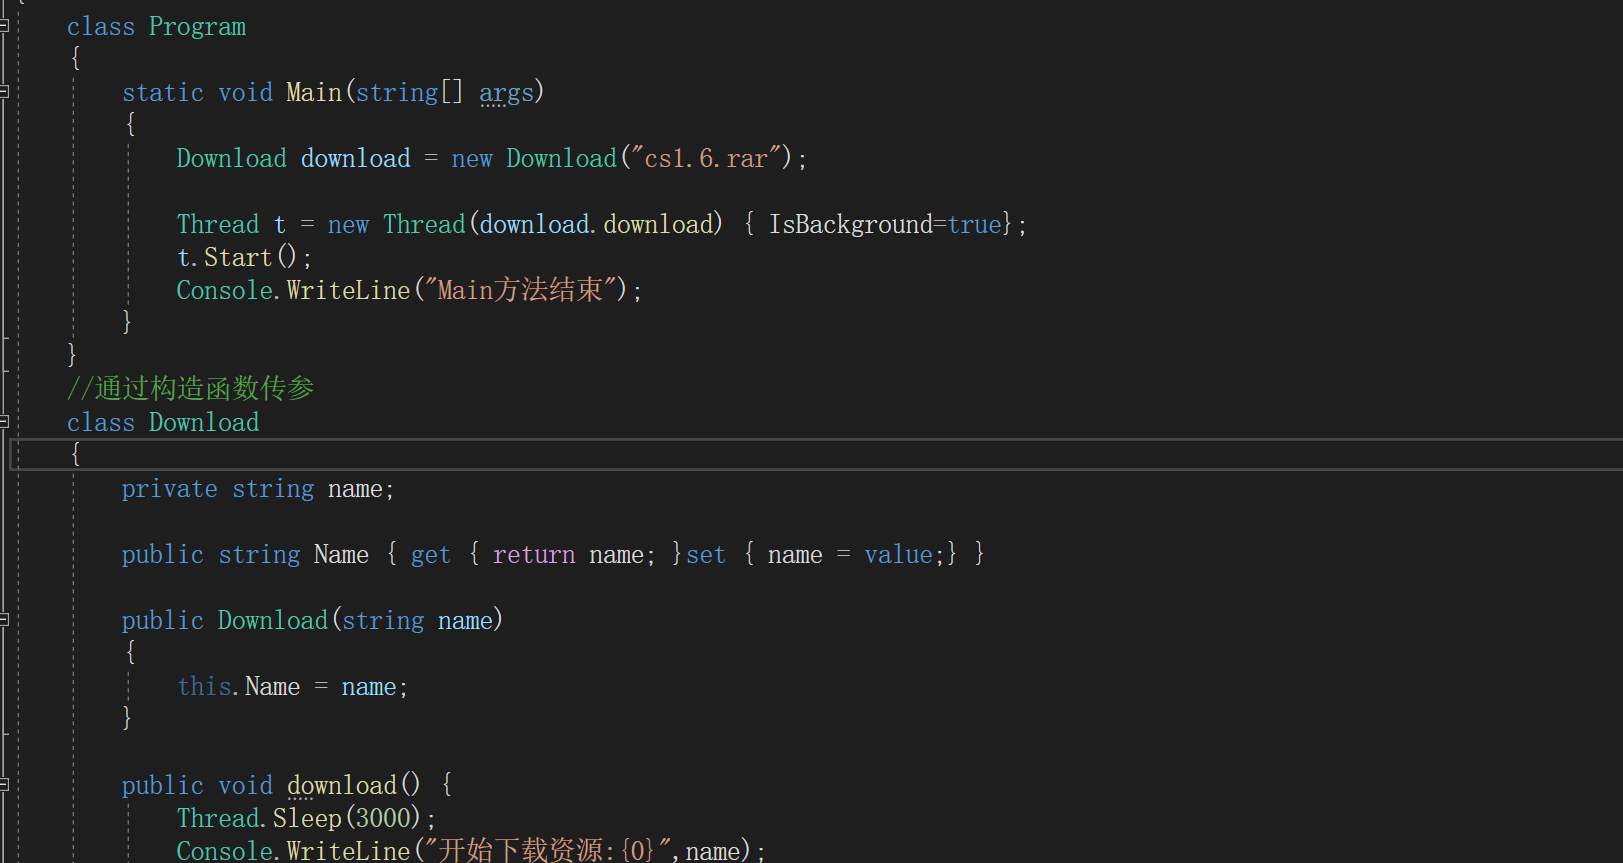 class Program
{
static void Main(string[] args)
{
Download download = new Download("cs1.6.rar");
Thread t = new Thread(download.download) { IsBackground=true};
t.Start();
Console.WriteLine("Main方法结束");
}
}
//通过构造函数传参
class Download
{
private string name;
public string Name { get { return name; }set { name = value;} }
public Download(string name)
{
this.Name = name;
}
public void download() {
Thread.Sleep(3000);
Console.WriteLine("开始下载资源:{0}",name);